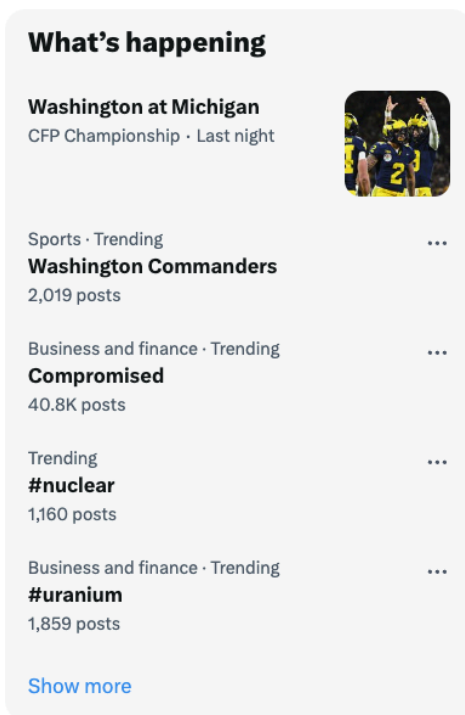 What’s happening
Washington at Michigan
CFP Championship · Last night
2
Sports · Trending
Washington Commanders
2,019 posts
Business and finance · Trending
Compromised
40.8K posts
Trending
#nuclear
1,160 posts
Business and finance · Trending
#uranium
1,859 posts
Show more